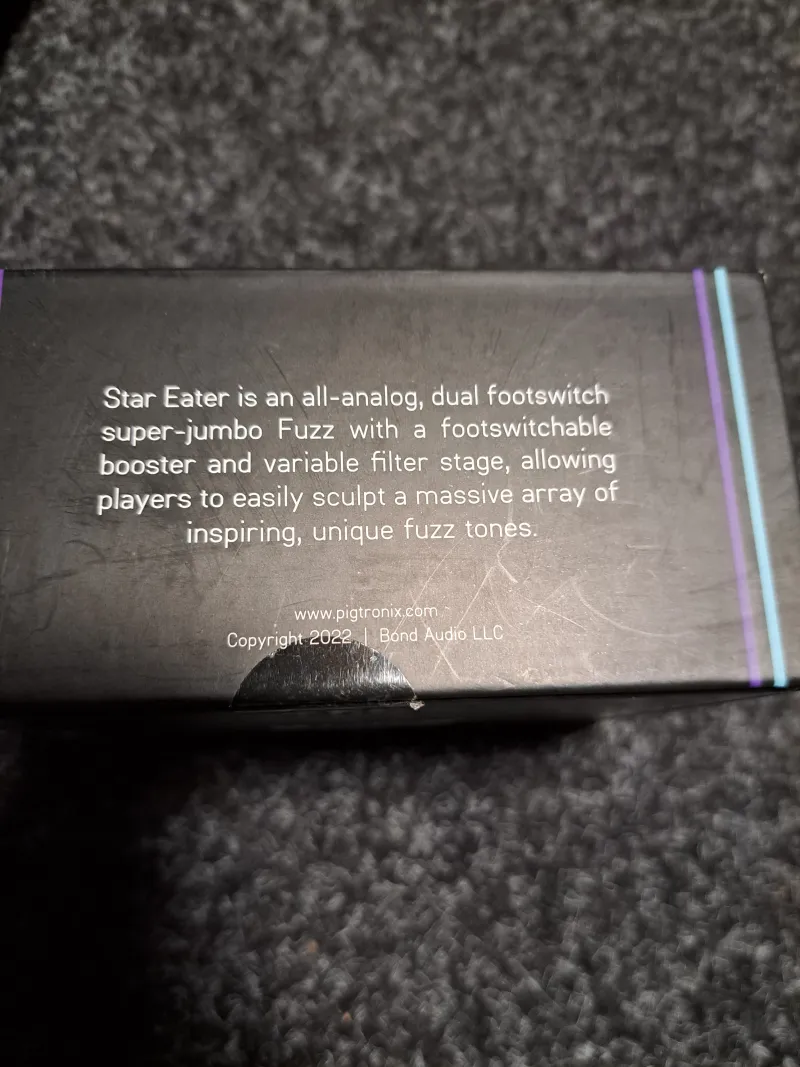 Star Eater is an all-analog, dual footswitch
super-jumbo Fuzz with a footswitchable
booster and variable filter stage, allowing
players to easily sculpt a massive array of
inspiring, unique fuzz tones.
www.pigtronix.com
Copyright 2022 | Bond Audio LLC